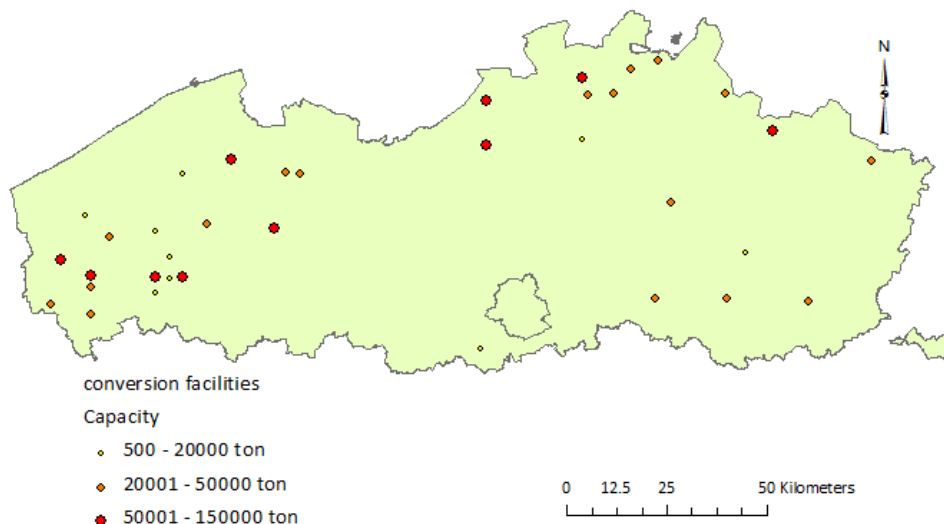 N
conversion facilities
Capacity
500 - 20000 ton
20001 - 50000 ton
50001 - 150000 ton
0 12.5 25 50 Kilometers